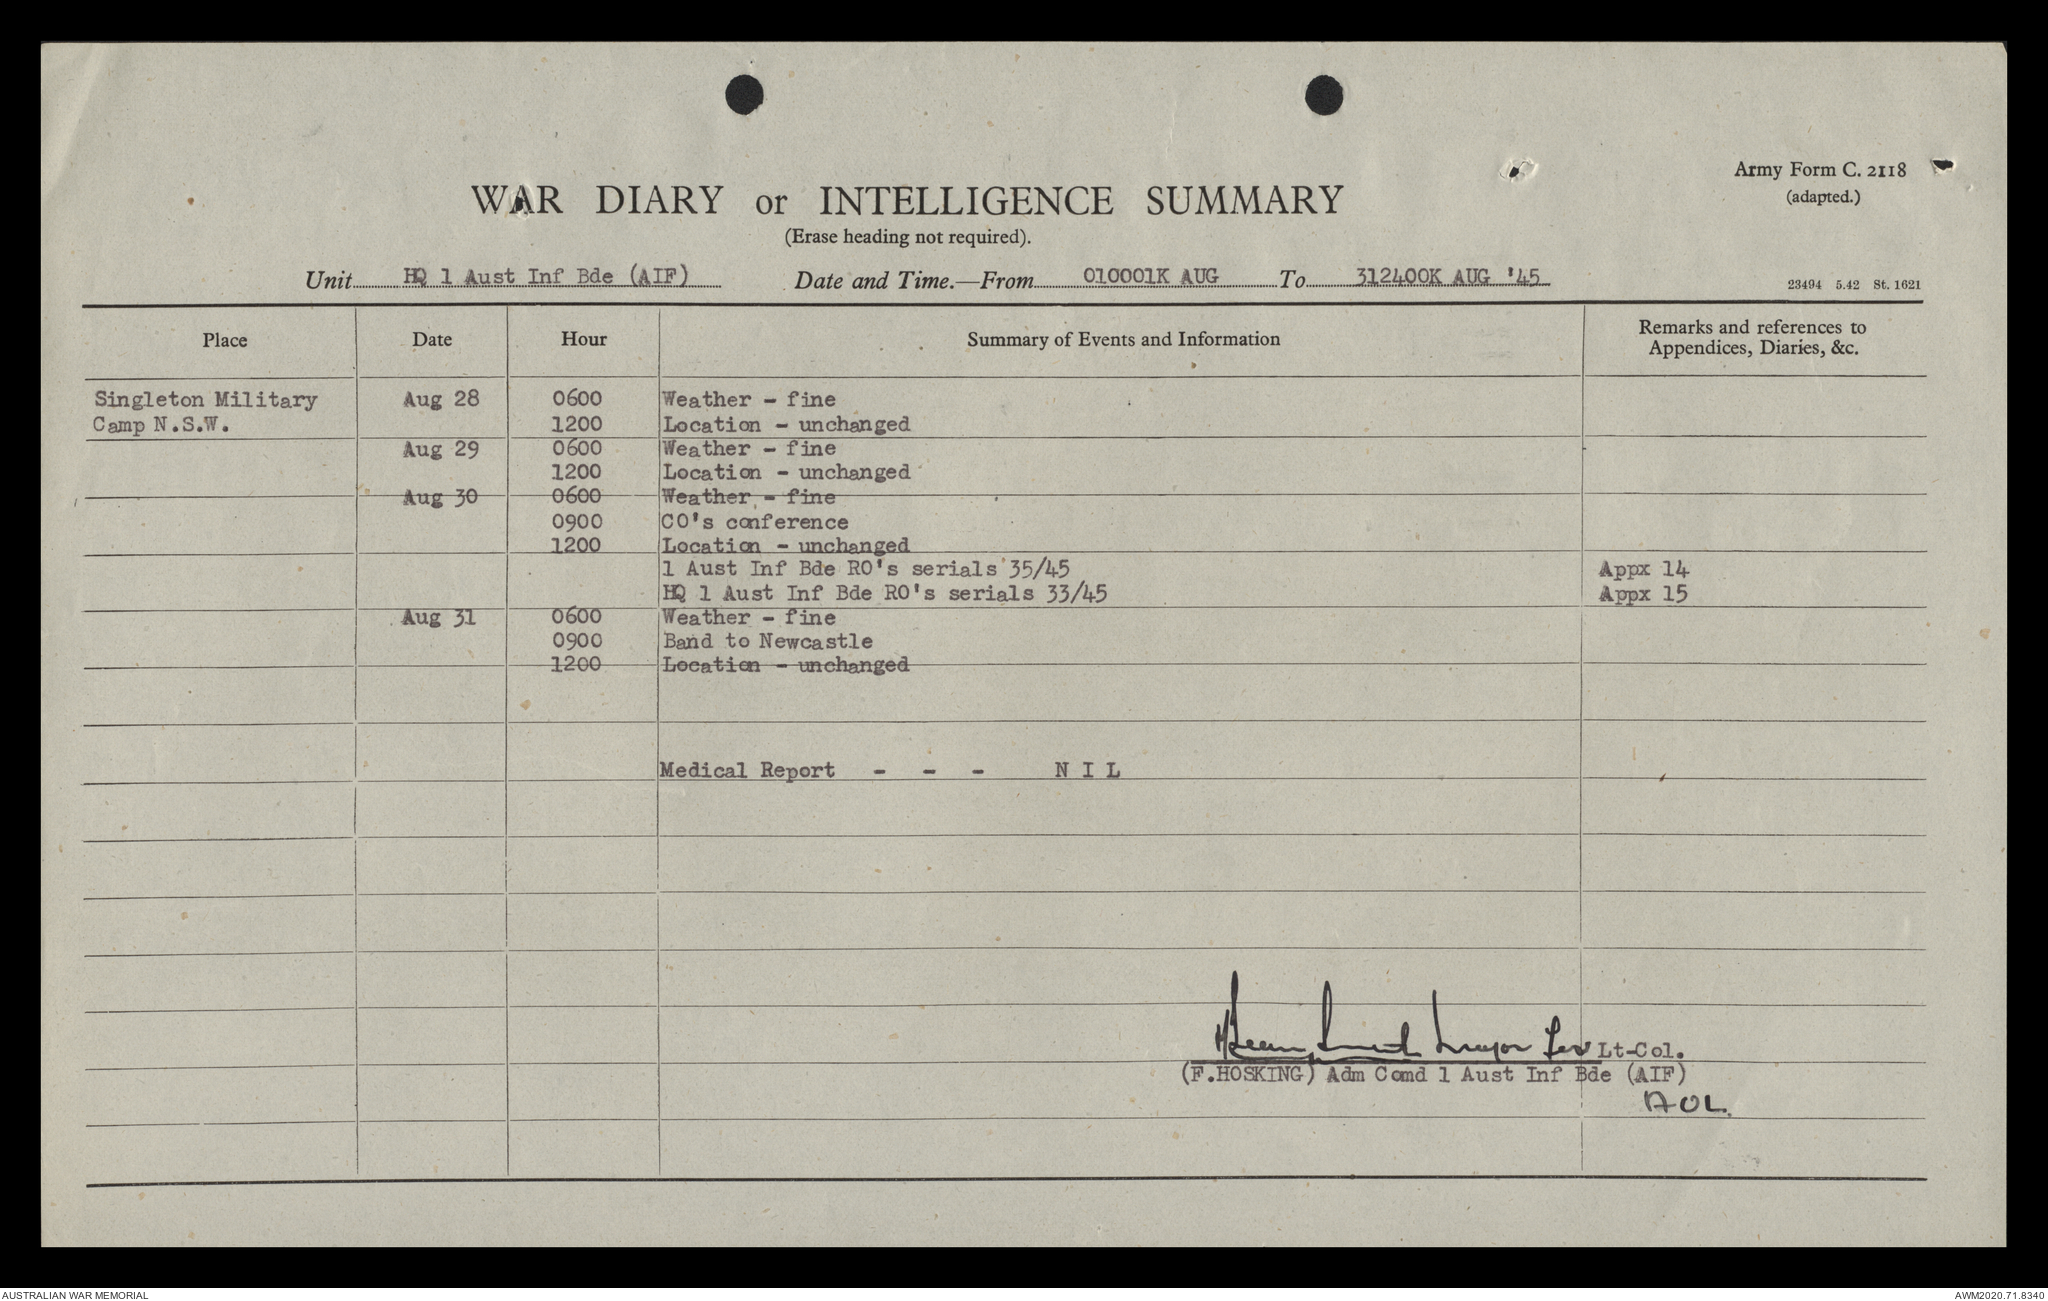 Army Form C. 2118
(adapted.)
WAR DIARY or INTELLIGENCE SUMMARY
(Erase heading not required).
Unit HQ 1 Aust Inf Bde (AIF) Date and Time.—From 010001K AUG To 312400K AUG '45
23494 5.42 St. 1621
Place Date Hour Summary of Events and Information Remarks and references to
Appendices, Diaries, &c.
Singleton Military Aug 28 0600 Weather - fine
Camp N.S.W. 1200 Location - unchanged
Aug 29 0600 Weather - fine
1200 Location - unchanged
Aug 30 0600 Weather - fine
0900 CO's conference
1200 Location - unchanged
1 Aust Inf Bde RO's serials 35/45 Appx 14
HQ 1 Aust Inf Bde RO's serials 33/45 Appx 15
Aug 31 0600 Weather - fine
0900 Band to Newcastle
1200 Location - unchanged
Medical Report - - - N I L
Major for Lt-Col.
(F.HOSKING) Adm Comd 1 Aust Inf Bde (AIF)
AUSTRALIAN WAR MEMORIAL
AWM2020.71.8340